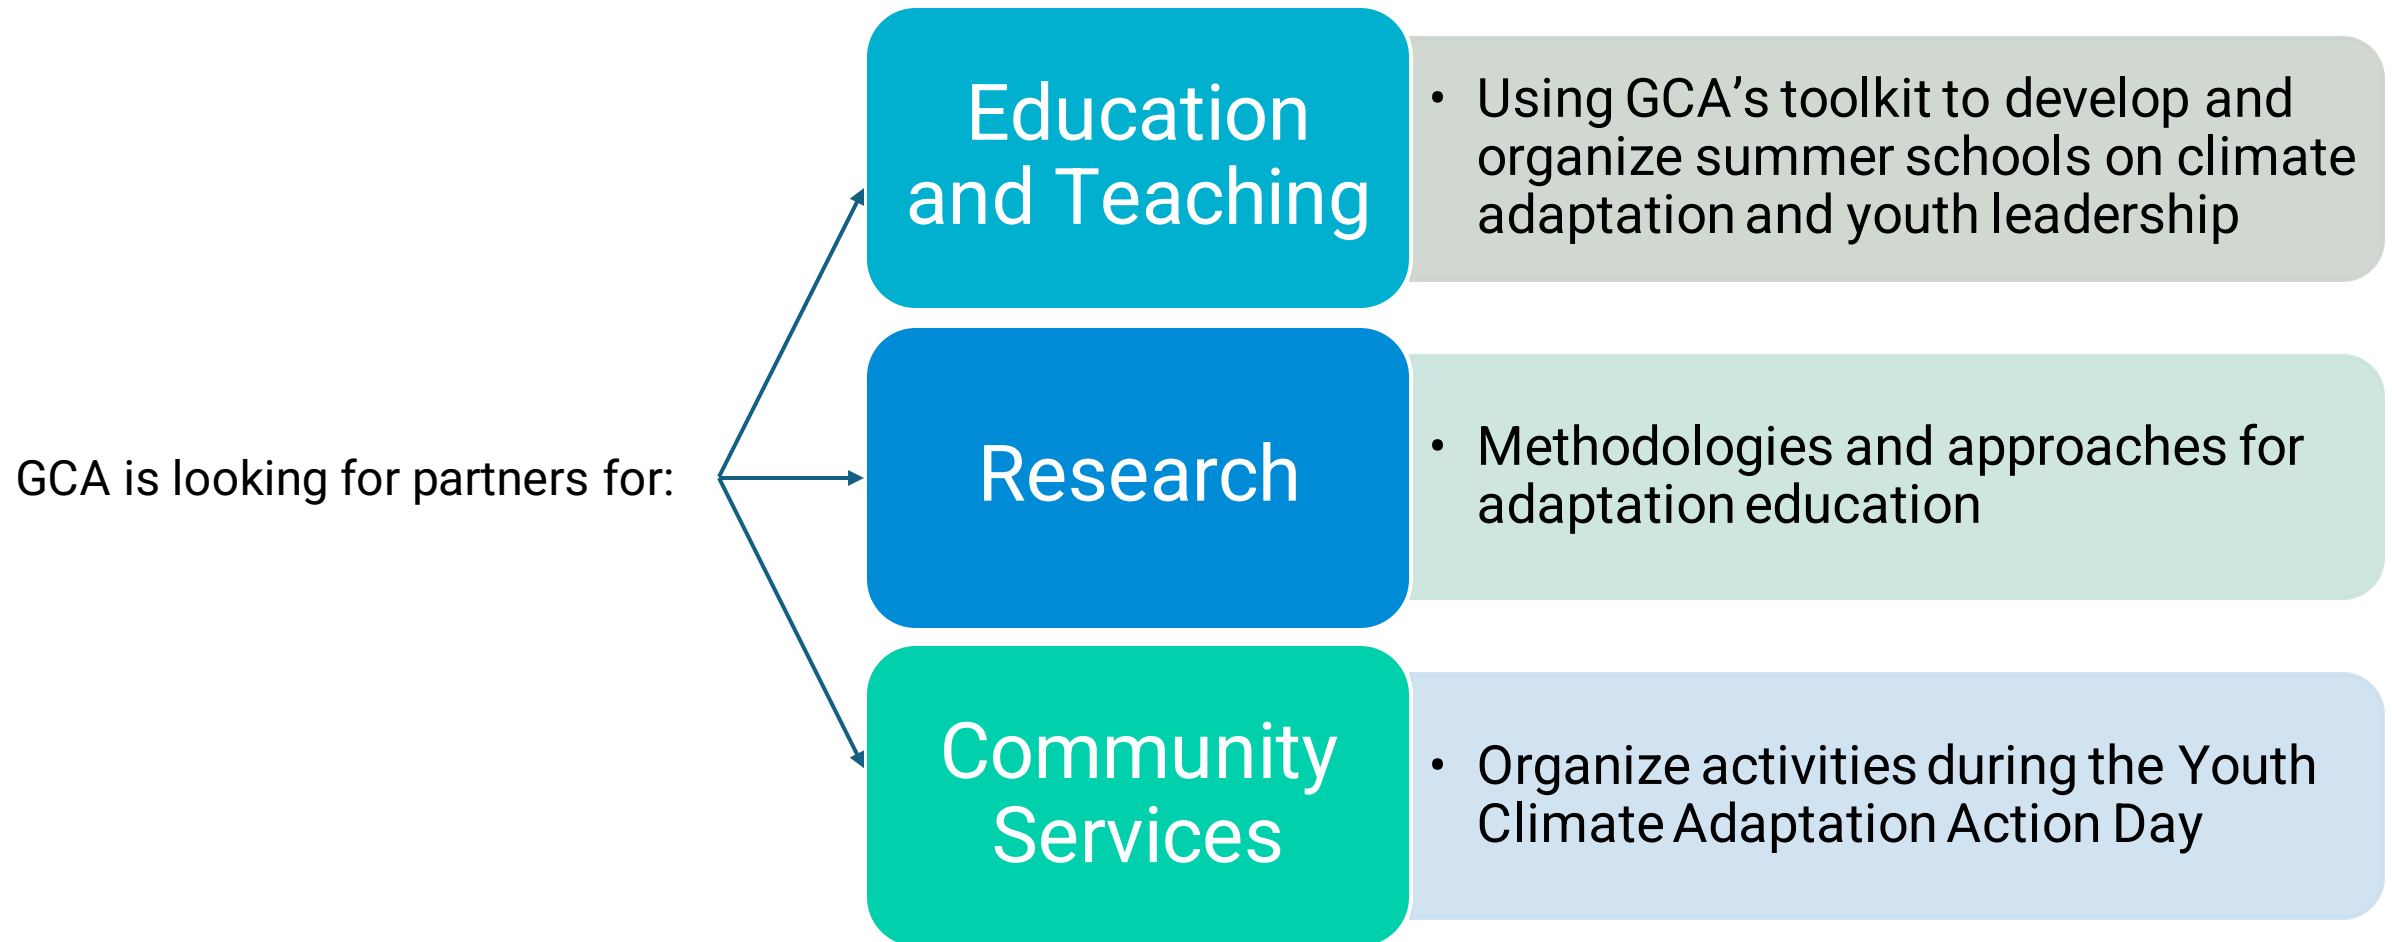 GCA is looking for partners for:
Education
and Teaching
• Using GCA’s toolkit to develop and
organize summer schools on climate
adaptation and youth leadership
Research
• Methodologies and approaches for
adaptation education
Community
Services
• Organize activities during the Youth
Climate Adaptation Action Day